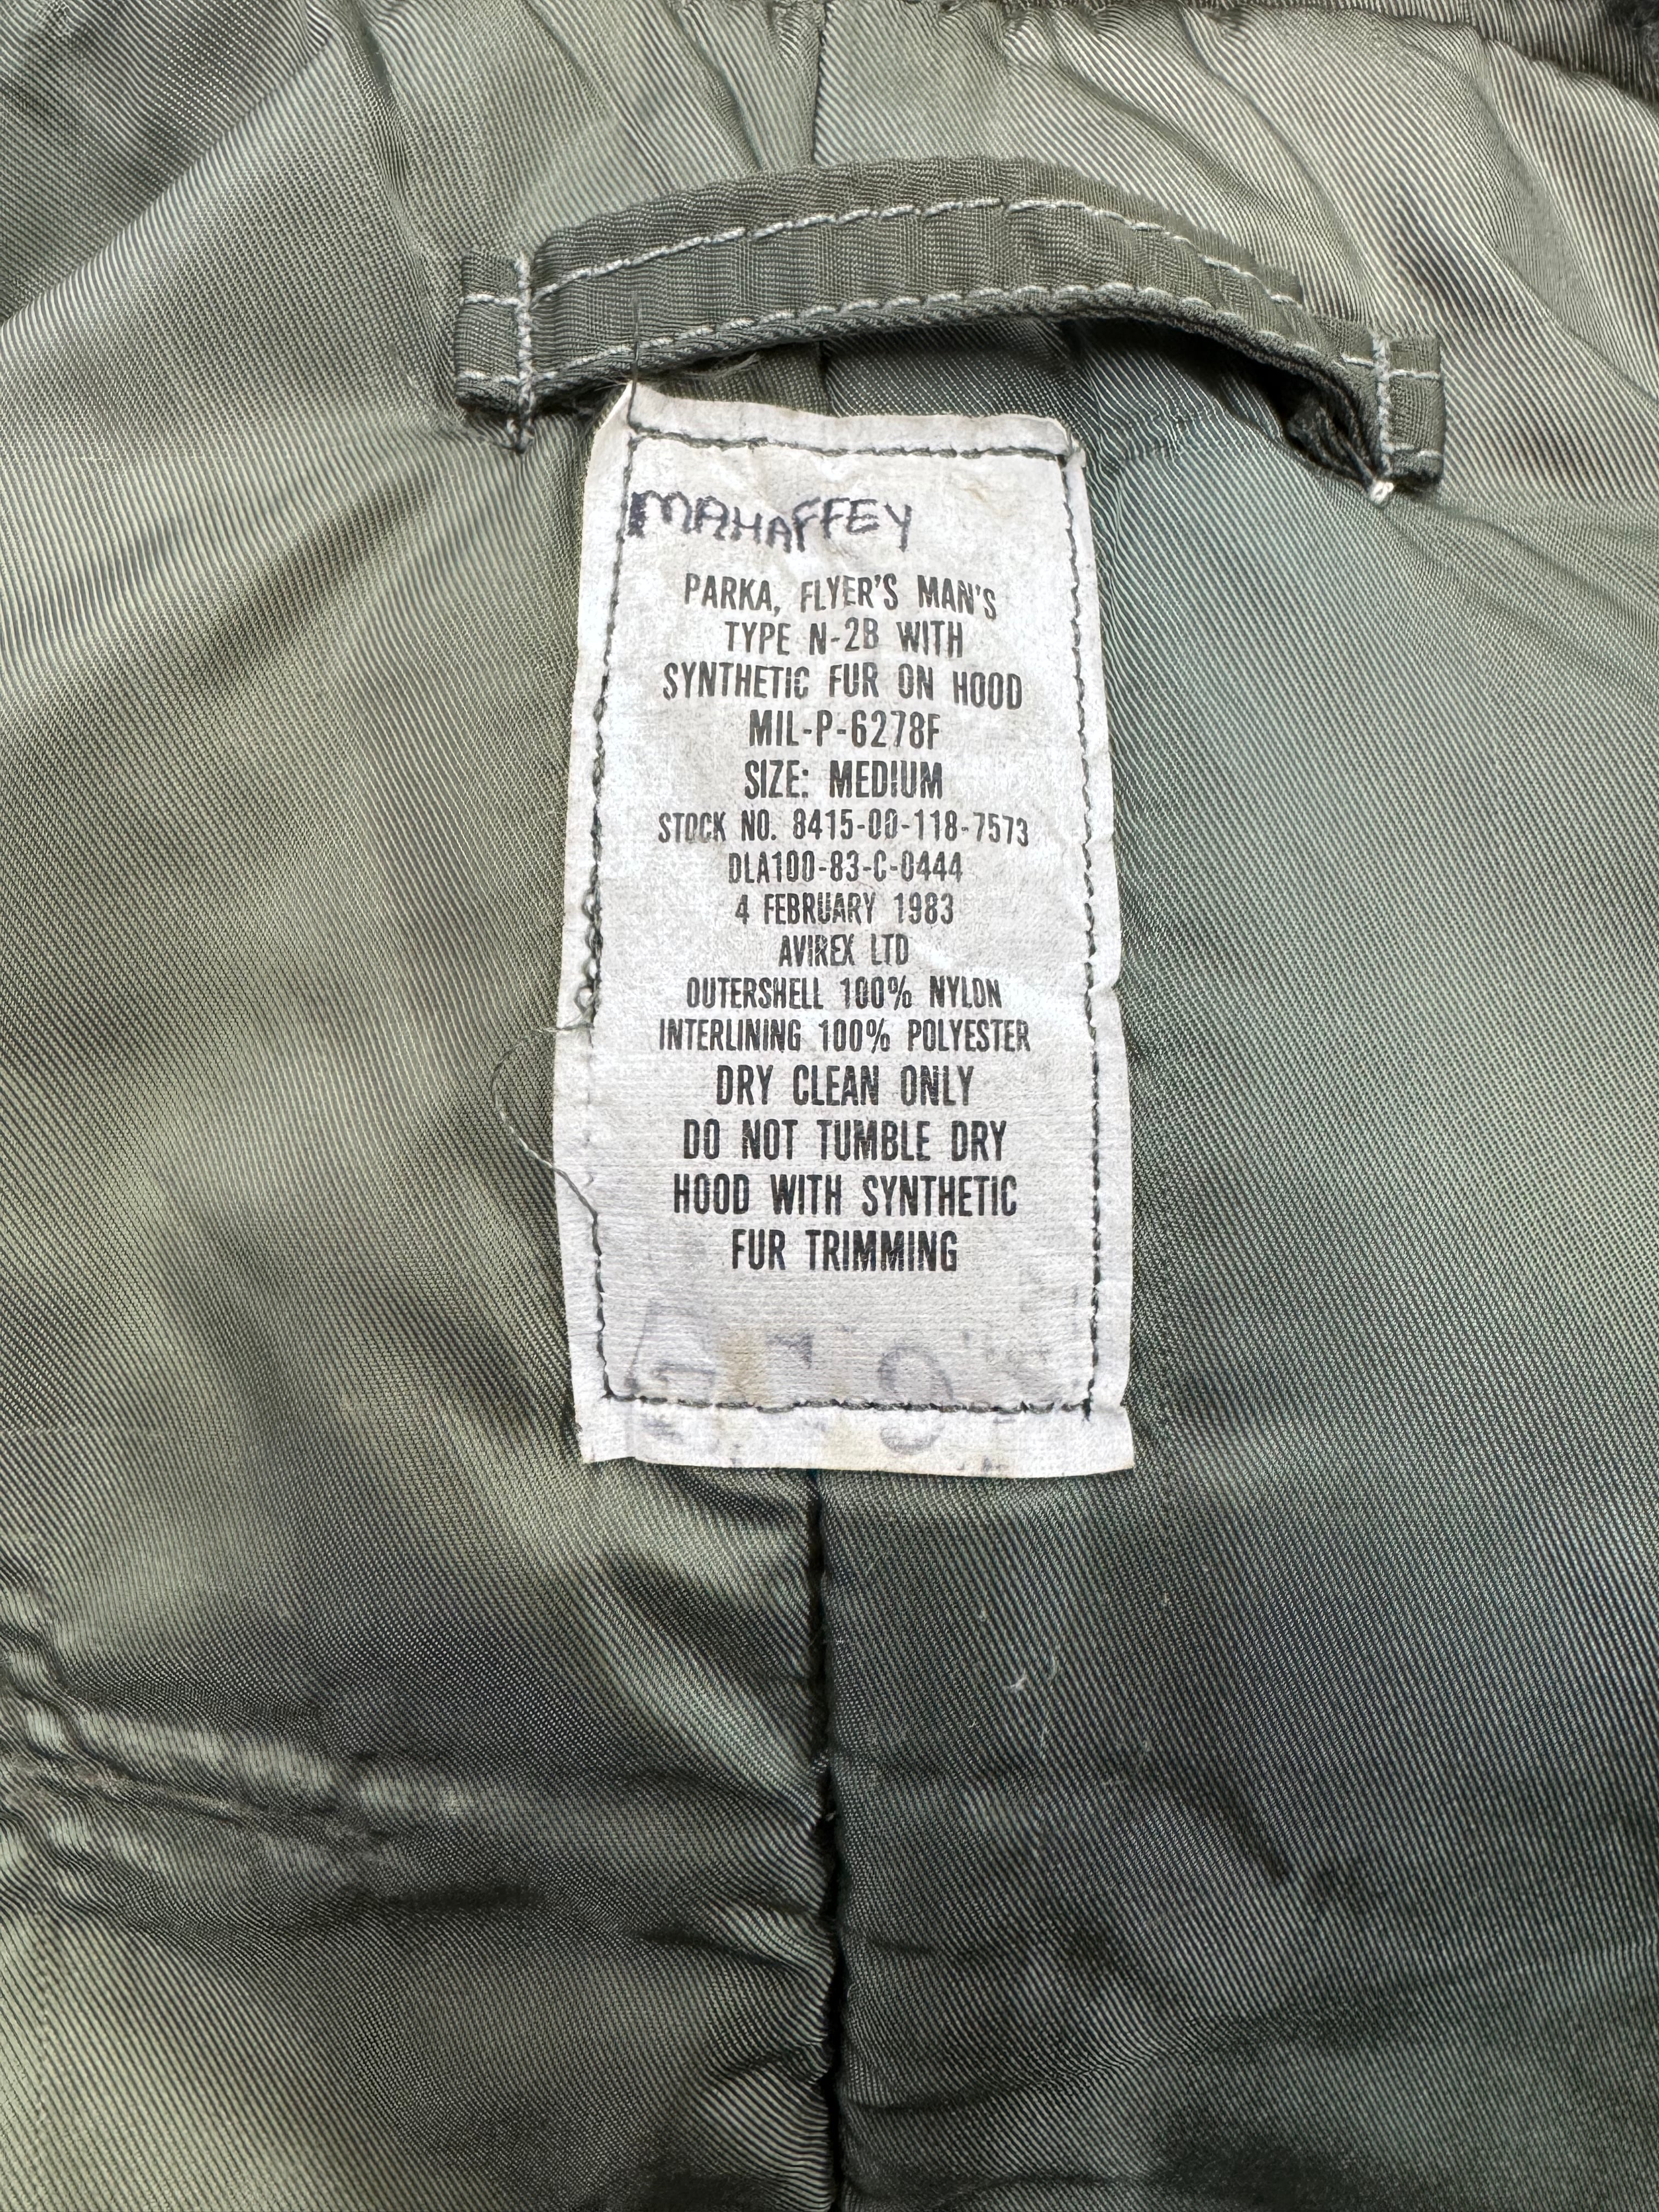 MAHAFFEY
PARKA, FLYER'S MAN'S
TYPE N-2B WITH
SYNTHETIC FUR ON HOOD
MIL-P-6278F
SIZE: MEDIUM
STOCK NO. 8415-00-118-7573
DLA100-83-C-0444
4 FEBRUARY 1983
AVIREX LTD
OUTERSHELL 100% NYLON
INTERLINING 100% POLYESTER
DRY CLEAN ONLY
DO NOT TUMBLE DRY
HOOD WITH SYNTHETIC
FUR TRIMMING